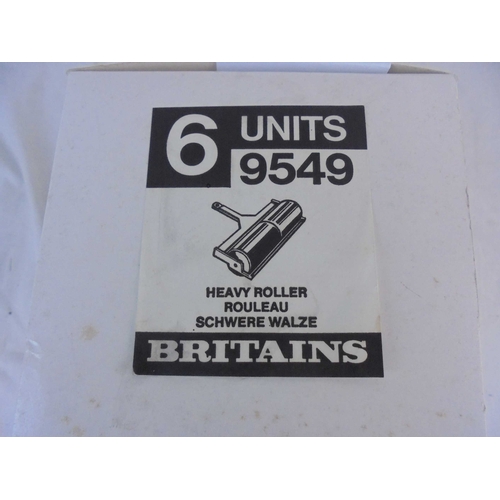 6 UNITS
9549
HEAVY ROLLER
ROULEAU
SCHWERE WALZE
BRITAINS